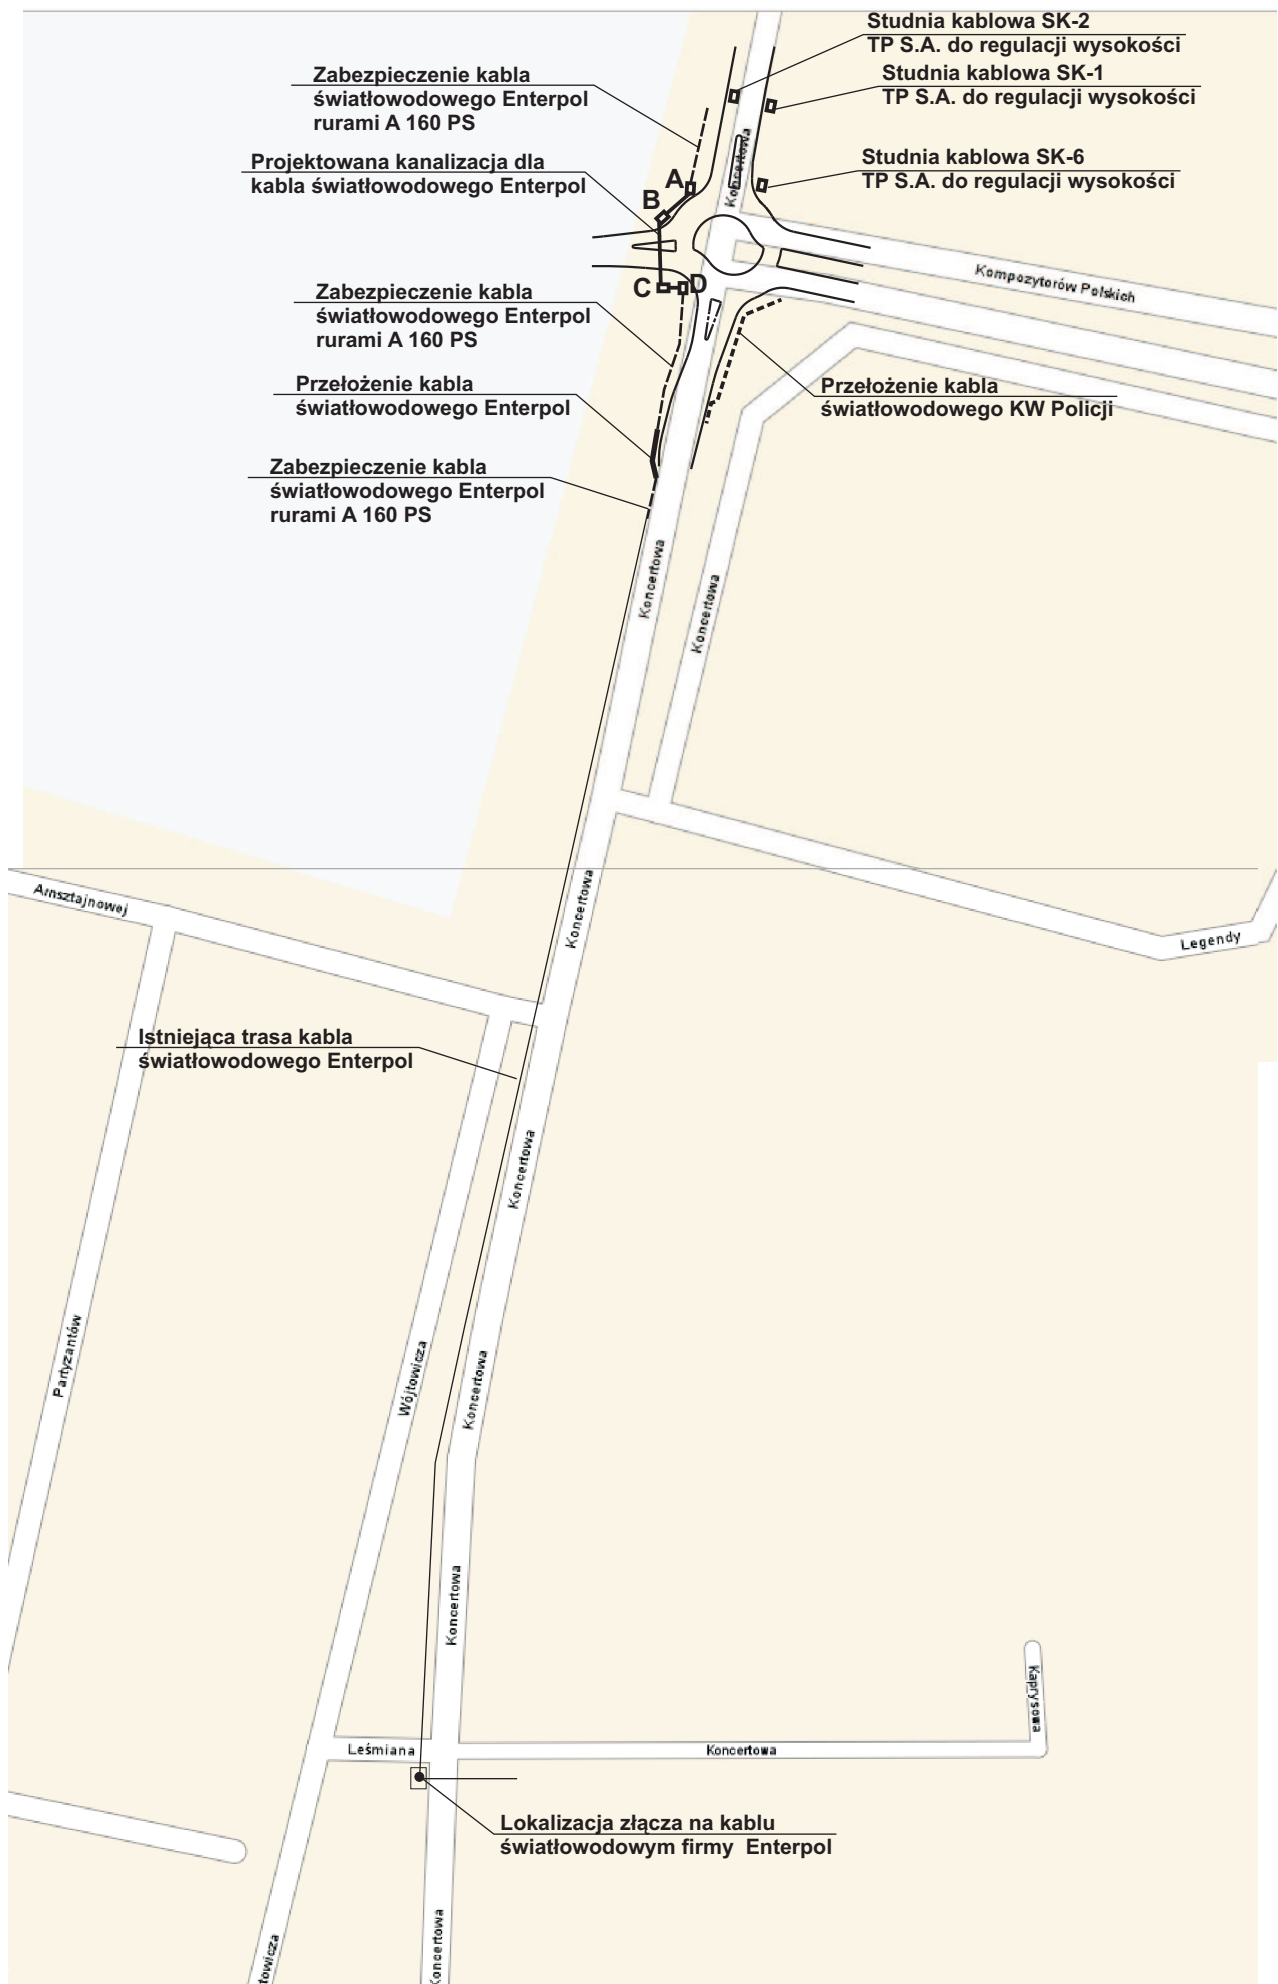 Studnia kablowa SK-2
TP S.A. do regulacji wysokości
Zabezpieczenie kabla
światłowodowego Enterpol
rurami A 160 PS
Studnia kablowa SK-1
TP S.A. do regulacji wysokości
Projektowana kanalizacja dla
kabla światłowodowego Enterpol
Studnia kablowa SK-6
TP S.A. do regulacji wysokości
Koncertowa
A
B
C
D
Kompozytorów Polskich
Zabezpieczenie kabla
światłowodowego Enterpol
rurami A 160 PS
Przełożenie kabla
światłowodowego Enterpol
Przełożenie kabla
światłowodowego KW Policji
Zabezpieczenie kabla
światłowodowego Enterpol
rurami A 160 PS
Koncertowa
Koncertowa
Koncertowa
Arnsztajnowej
Legendy
Istniejąca trasa kabla
światłowodowego Enterpol
Koncertowa
Partyzantów
Wójtowicza
Koncertowa
Koncertowa
Kaprysowa
Leśmiana
Koncertowa
Lokalizacja złącza na kablu
światłowodowym firmy Enterpol
towicza
Koncertowa